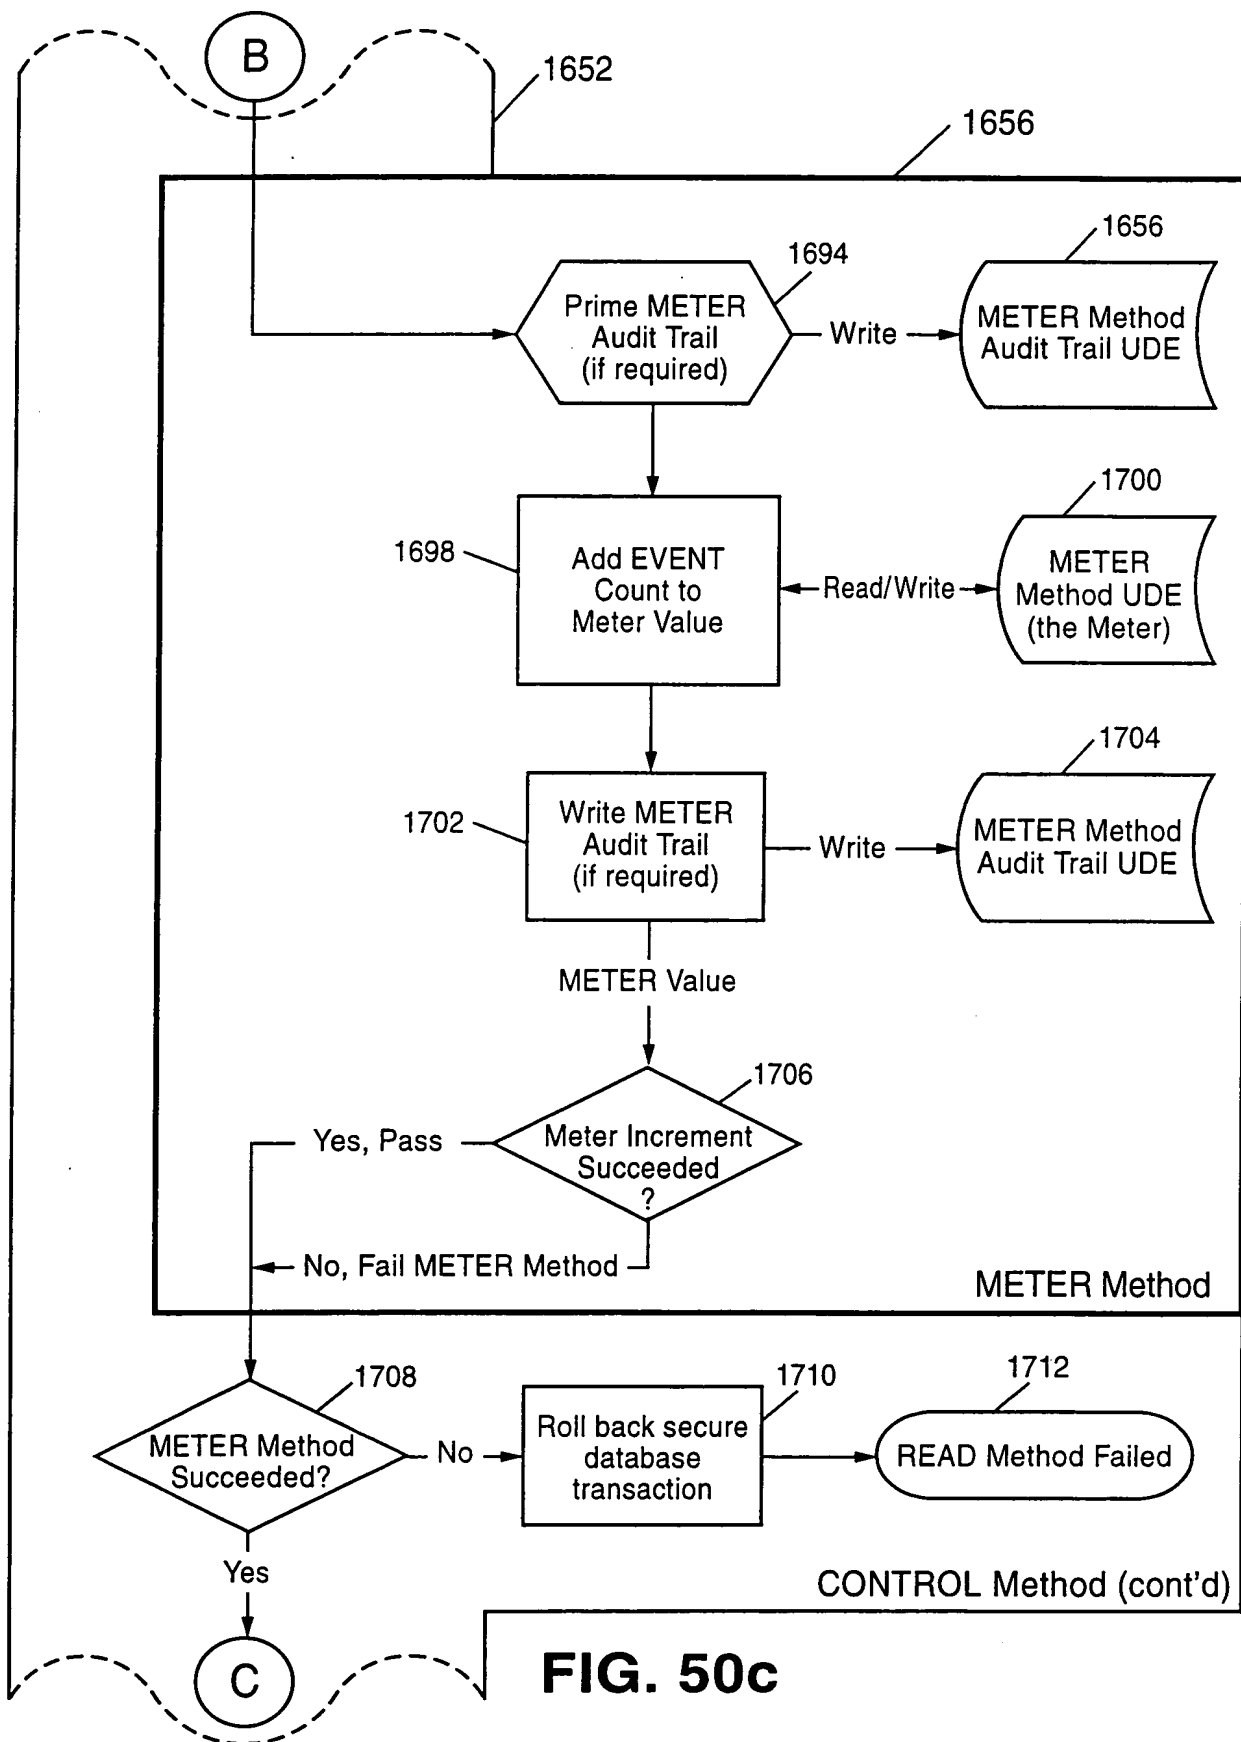 B
1652
1656
1694
1656
Prime METER
Audit Trail
(if required)
Write
METER Method
Audit Trail UDE
1698
Add EVENT
Count to
Meter Value
Read/Write
1700
METER
Method UDE
(the Meter)
1702
Write METER
Audit Trail
(if required)
Write
1704
METER Method
Audit Trail UDE
METER Value
1706
Meter Increment
Succeeded
?
Yes, Pass
No, Fail METER Method
METER Method
1708
METER Method
Succeeded?
No
1710
Roll back secure
database
transaction
1712
READ Method Failed
Yes
CONTROL Method (cont'd)
C
FIG. 50c